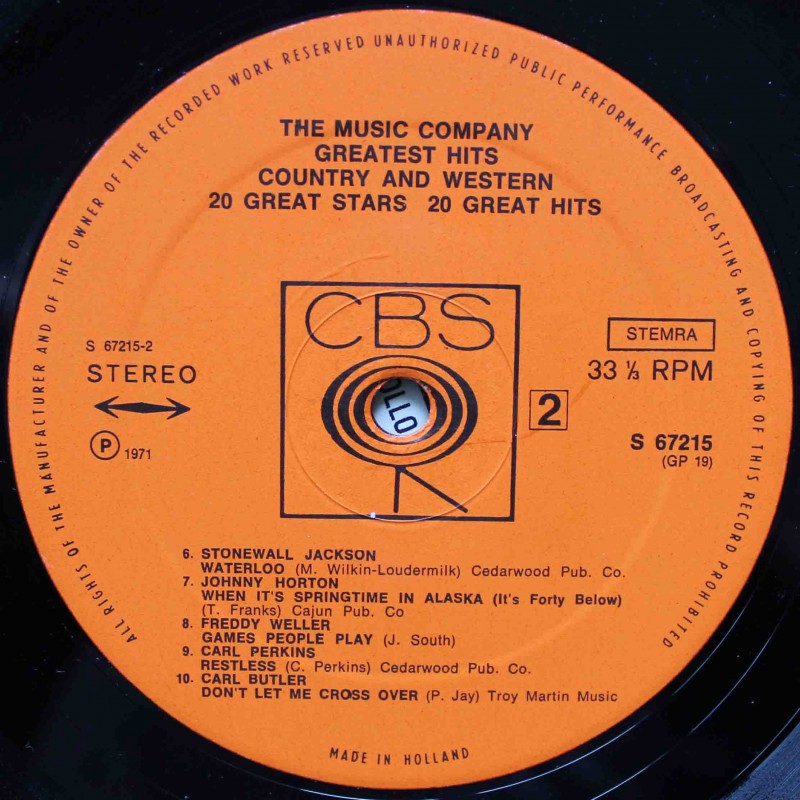 ALL RIGHTS OF THE MANUFACTURER AND OF THE OWNER OF THE RECORDED WORK RESERVED UNAUTHORIZED PUBLIC PERFORMANCE BROADCASTING AND COPYING OF THIS RECORD PROHIBITED
THE MUSIC COMPANY
GREATEST HITS
COUNTRY AND WESTERN
20 GREAT STARS 20 GREAT HITS
CBS
STEMRA
S 67215-2
STEREO
33 ⅓ RPM
OLLO
2
P 1971
S 67215
(GP 19)
6. STONEWALL JACKSON
WATERLOO (M. Wilkin-Loudermilk) Cedarwood Pub. Co.
7. JOHNNY HORTON
WHEN IT'S SPRINGTIME IN ALASKA (It's Forty Below)
(T. Franks) Cajun Pub. Co
8. FREDDY WELLER
GAMES PEOPLE PLAY (J. South)
9. CARL PERKINS
RESTLESS (C. Perkins) Cedarwood Pub. Co.
10. CARL BUTLER
DON'T LET ME CROSS OVER (P. Jay) Troy Martin Music
MADE IN HOLLAND